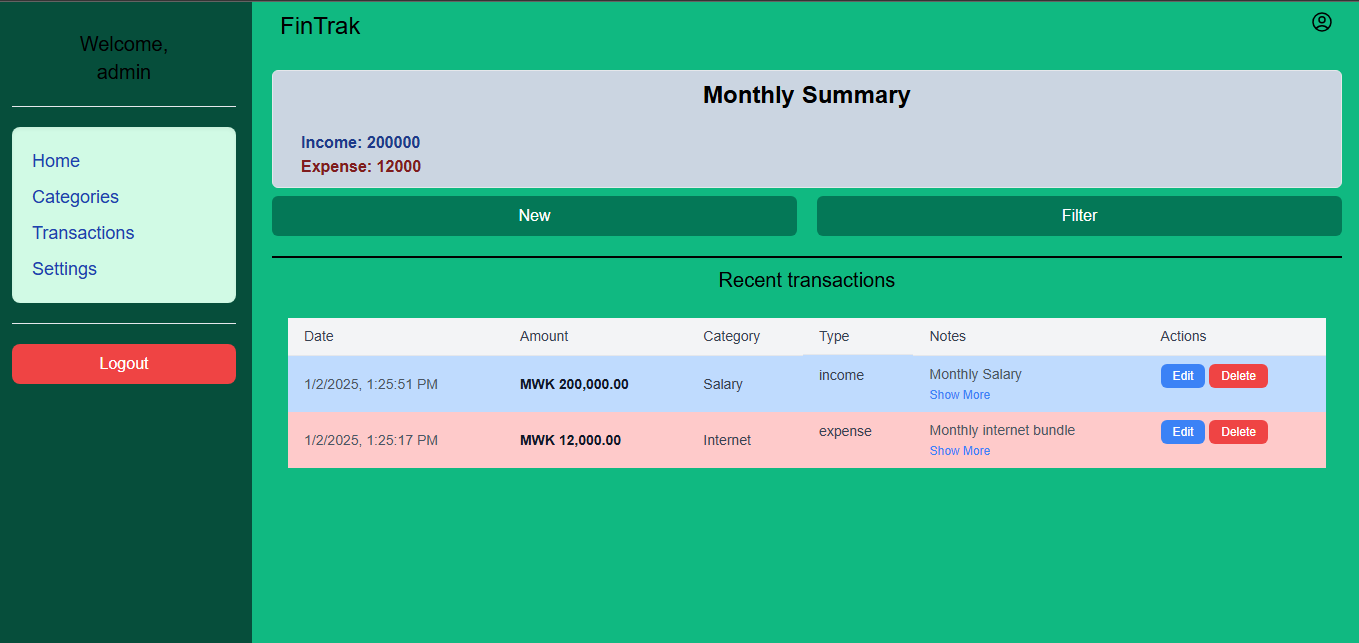 Welcome,
admin
Home
Categories
Transactions
Settings
Logout
FinTrak
Monthly Summary
Income: 200000
Expense: 12000
New Filter
Recent transactions
Date Amount Category Type Notes Actions
1/2/2025, 1:25:51 PM MWK 200,000.00 Salary income Monthly Salary Edit Delete
Show More
1/2/2025, 1:25:17 PM MWK 12,000.00 Internet expense Monthly internet bundle Edit Delete
Show More